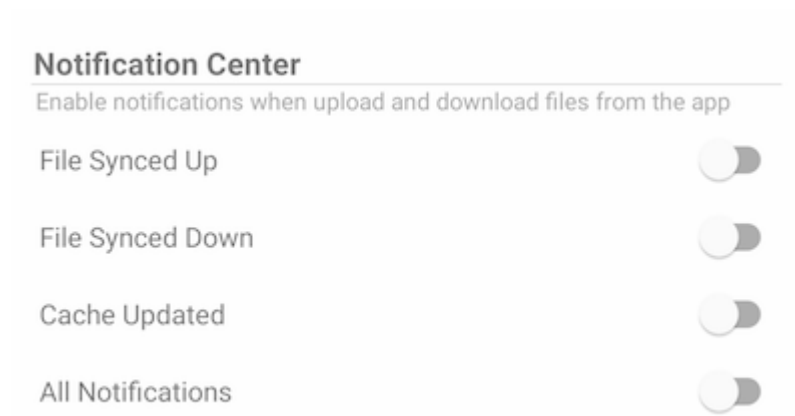 Notification Center
Enable notifications when upload and download files from the app
File Synced Up
File Synced Down
Cache Updated
All Notifications